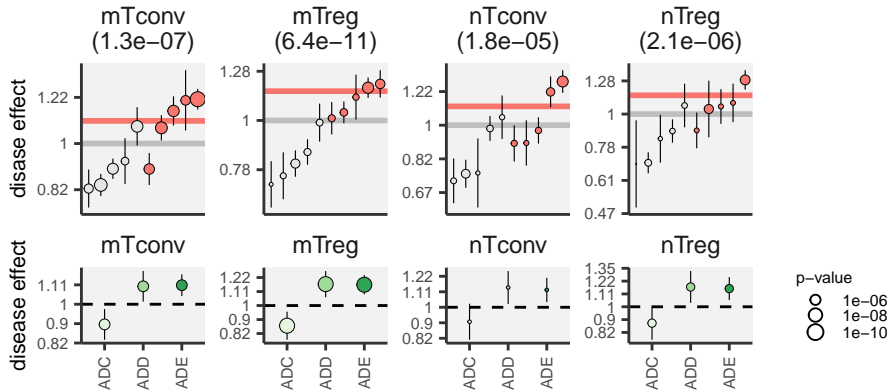 mTconv
(1.3e−07)
mTreg
(6.4e−11)
nTconv
(1.8e−05)
nTreg
(2.1e−06)
disase effect
1.22
1
0.82
1.28
1
0.78
1.28
1.12
1
0.82
0.67
1.28
1
0.78
0.61
0.47
mTconv
mTreg
nTconv
nTreg
disease effect
1.11
1
0.9
0.82
1.22
1.11
1
0.9
0.82
1.22
1.11
1
0.9
0.82
1.35
1.22
1.11
1
0.9
0.82
ADC
ADD
ADE
ADC
ADD
ADE
ADC
ADD
ADE
ADC
ADD
ADE
p−value
1e−06
1e−08
1e−10